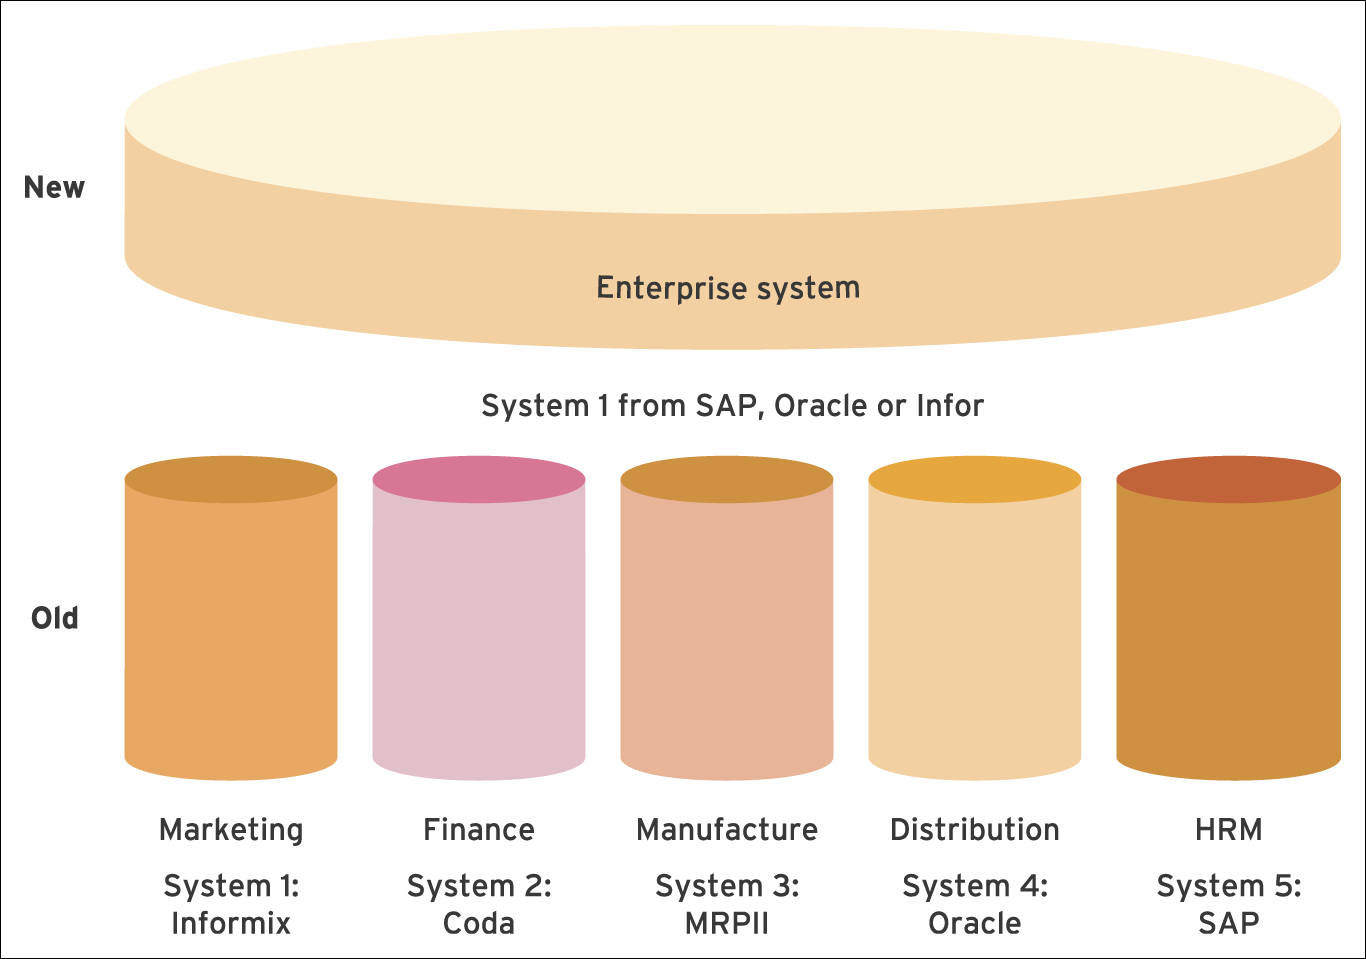 New
Enterprise system
System 1 from SAP, Oracle or Infor
Old
Marketing
System 1:
Informix
Finance
System 2:
Coda
Manufacture
System 3:
MRPII
Distribution
System 4:
Oracle
HRM
System 5:
SAP